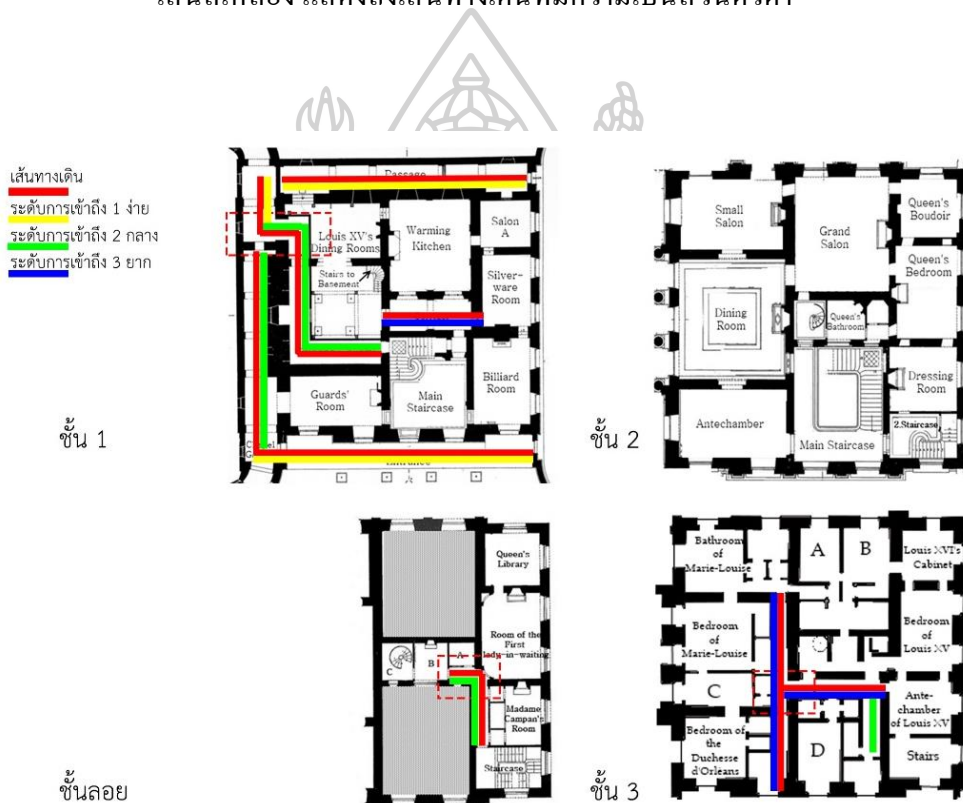 เส้นทางเดิน
ระดับการเข้าถึง 1 ง่าย
ระดับการเข้าถึง 2 กลาง
ระดับการเข้าถึง 3 ยาก
Passage
Louis XV's
Dining Rooms
Warming
Kitchen
Salon
A
Stairs to
Basement
Silver-
ware
Room
Guards'
Room
Main
Staircase
Billiard
Room
Entrance
ชั้น 1
Small
Salon
Grand
Salon
Queen's
Boudoir
Queen's
Bedroom
Dining
Room
Queen's
Bathroom
Dressing
Room
Antechamber
Main Staircase
2.Staircase
ชั้น 2
Queen's
Library
Room of the
First
lady-in-waiting
A
B
C
Madame
Campan's
Room
Staircase
ชั้นลอย
Bathroom
of
Marie-Louise
I
A
B
Louis XVI's
Cabinet
Bedroom
of
Marie-Louise
Bedroom
of
Louis XV
C
Ante-
chamber
of Louis XV
Bedroom of
the
Duchesse
d'Orléans
D
Stairs
ชั้น 3